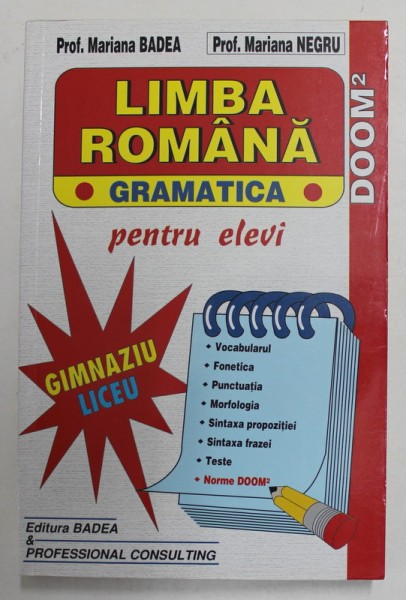 Prof. Mariana BADEA
Prof. Mariana NEGRU
DOOM²
LIMBA
ROMÂNĂ
• GRAMATICA •
pentru elevi
GIMNAZIU
LICEU
Vocabularul
Fonetica
Punctuația
Morfologia
Sintaxa propoziției
Sintaxa frazei
Teste
Norme DOOM²
Editura BADEA
&
PROFESSIONAL CONSULTING